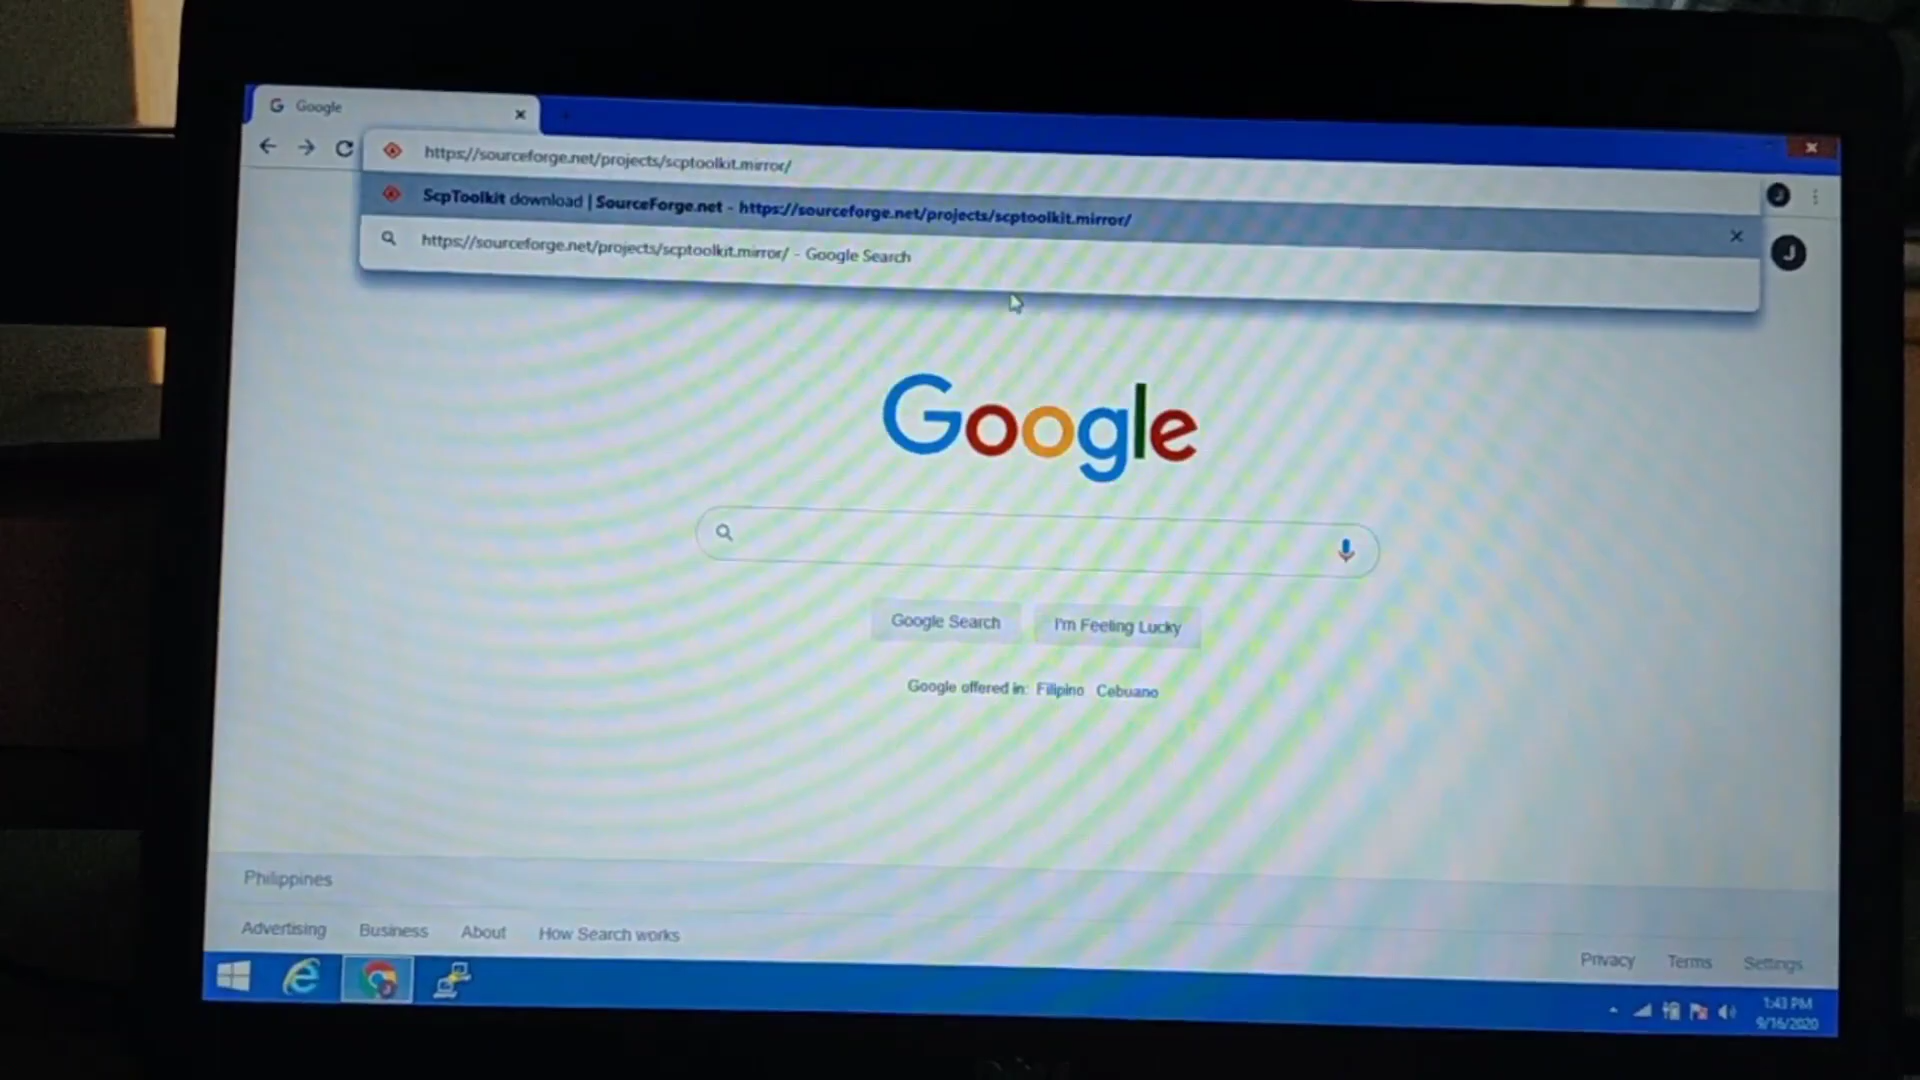 Google
https://sourceforge.net/projects/scptoolkit.mirror/
ScpToolkit download | SourceForge.net - https://sourceforge.net/projects/scptoolkit.mirror/
https://sourceforge.net/projects/scptoolkit.mirror/ - Google Search
J
J
Google
Google Search I'm Feeling Lucky
Google offered in: Filipino Cebuano
Philippines
Advertising Business About How Search works
Privacy Terms Settings
1:43 PM
9/16/2020